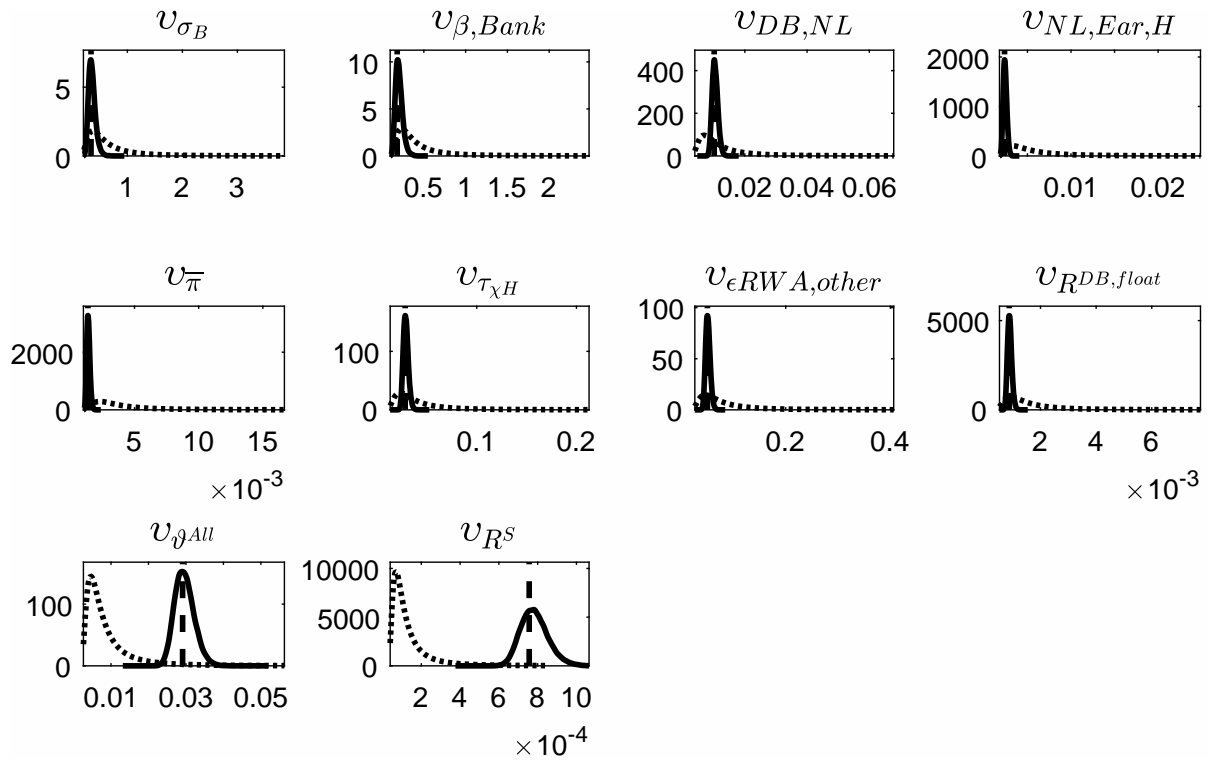 υ_{σ_B} υ_{β,Bank} υ_{DB,NL} υ_{NL,Ear,H}
5 10 400 2000
5 200 1000
0 0 0 0
1 2 3 0.5 1 1.5 2 0.02 0.04 0.06 0.01 0.02
υ_{\overline{π}} υ_{τ_{χH}} υ_{ϵRWA,other} υ_{R^{DB,float}}
2000 100 100 5000
50
0 0 0 0
5 10 15 0.1 0.2 0.2 0.4 2 4 6
×10^{-3} ×10^{-3}
υ_{ϑ^{All}} υ_{R^S}
100 10000
5000
0 0
0.01 0.03 0.05 2 4 6 8 10
×10^{-4}